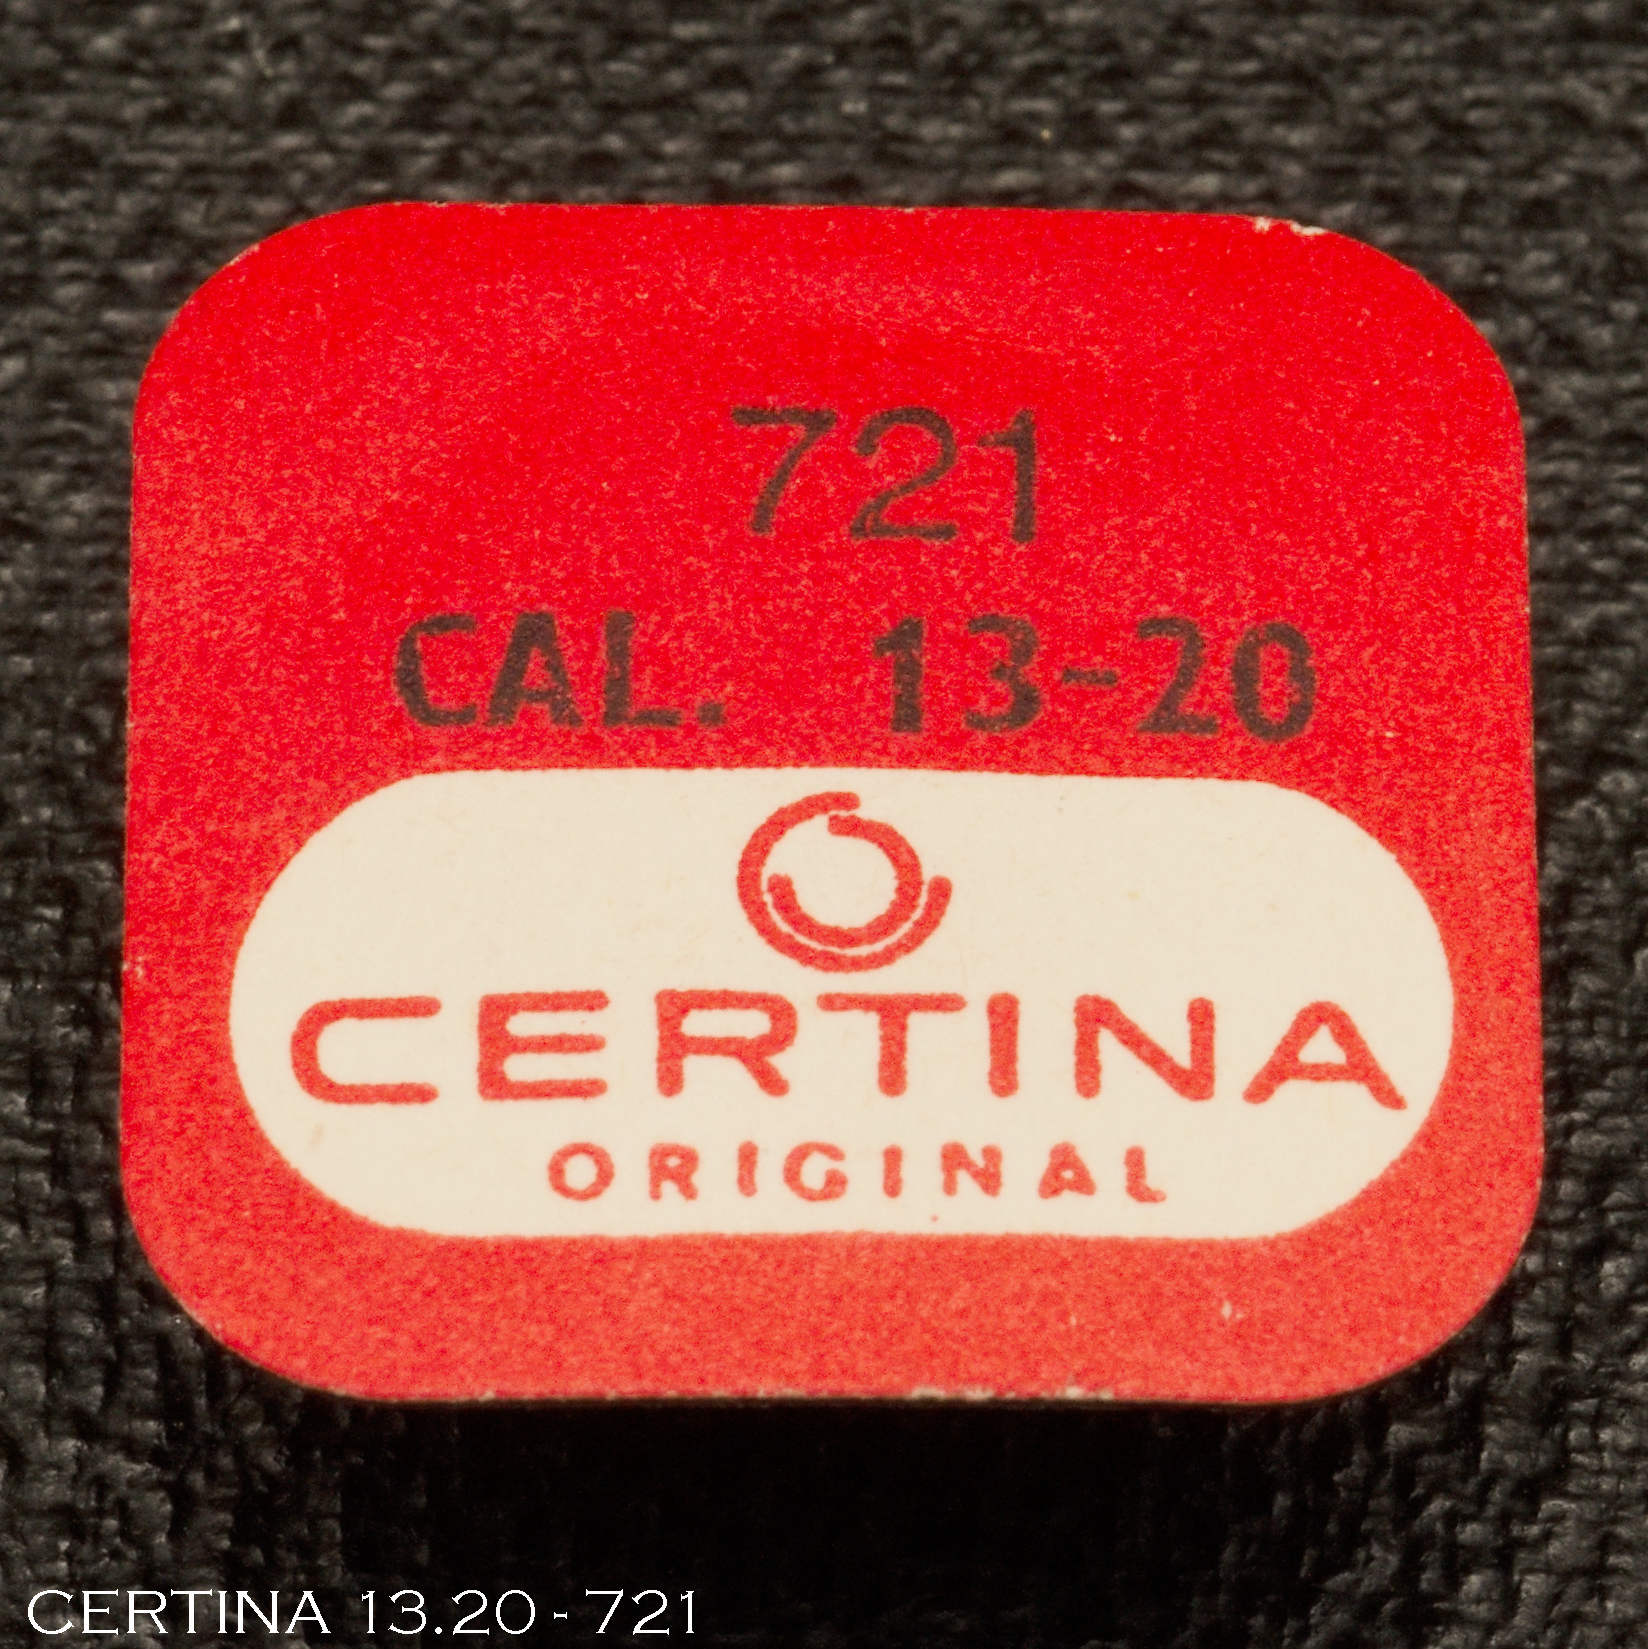 721
CAL. 13-20
CERTINA
ORIGINAL
CERTINA 13.20 - 721